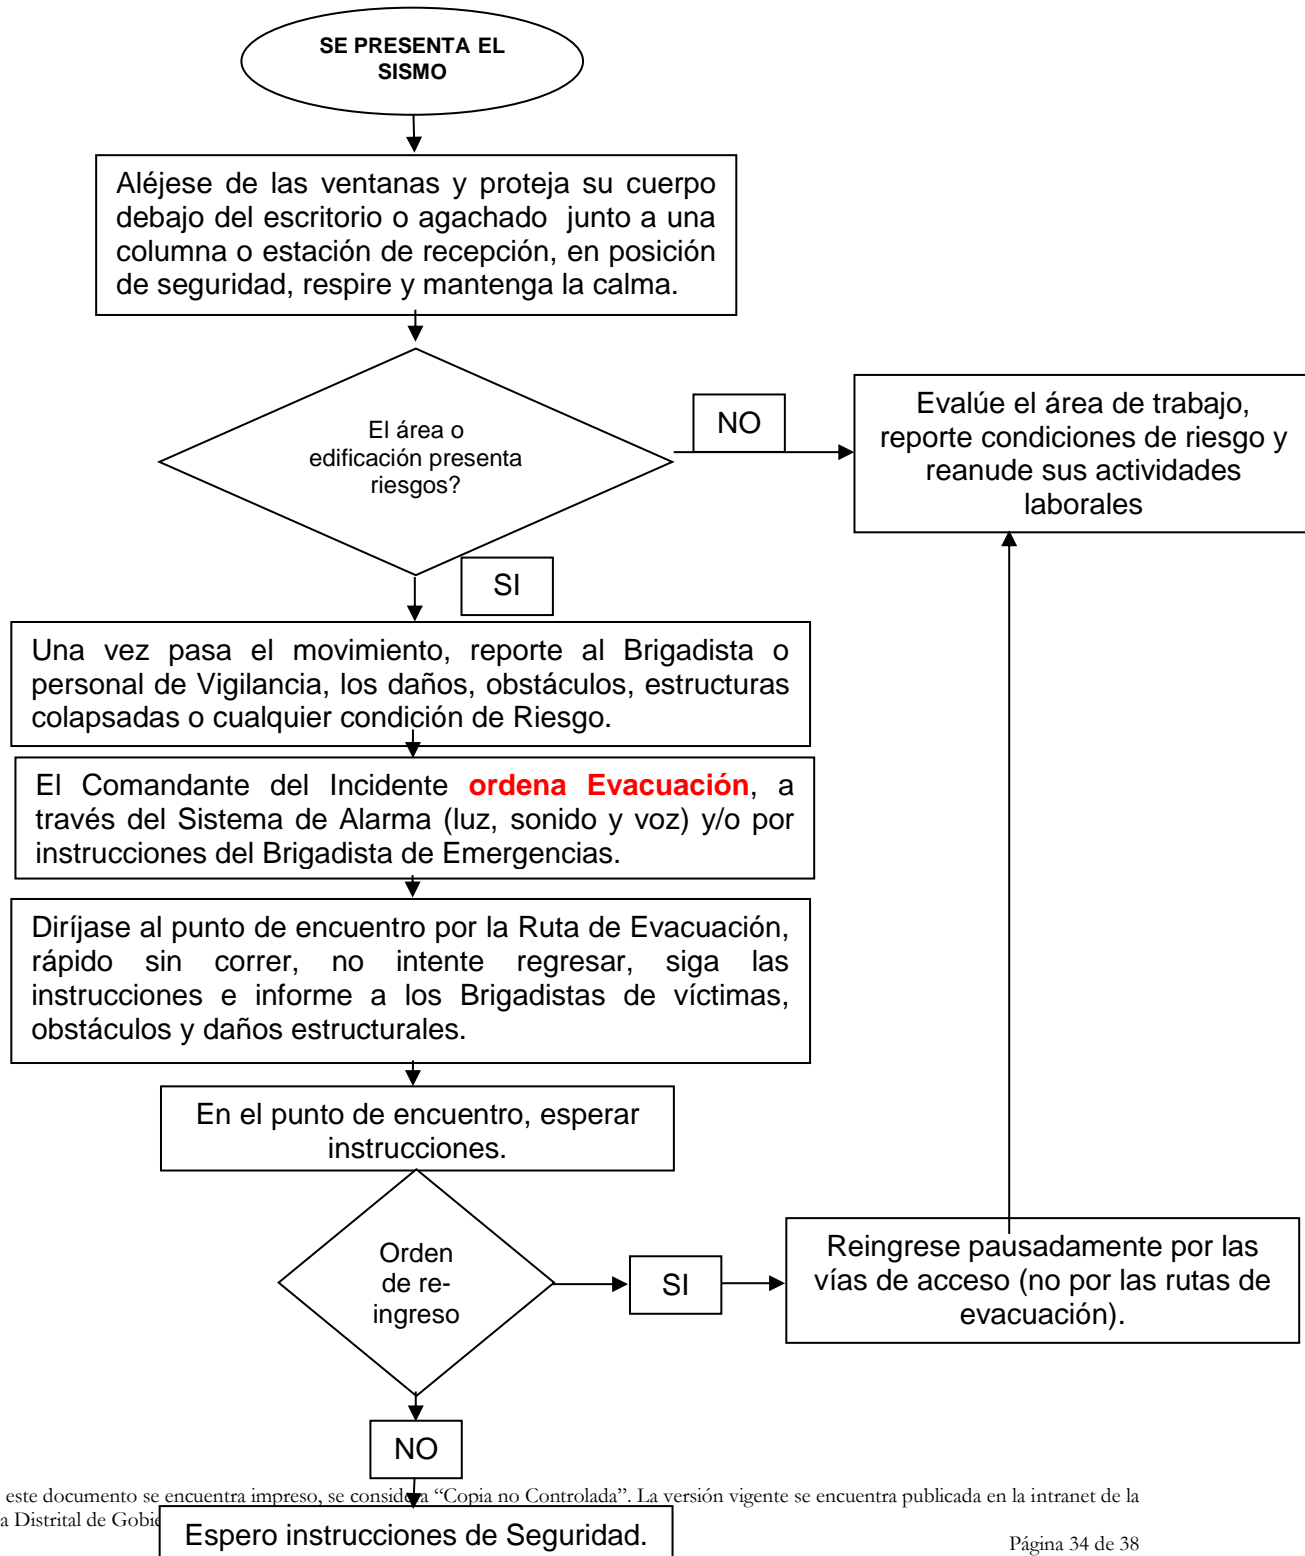 SE PRESENTA EL
SISMO
Aléjese de las ventanas y proteja su cuerpo
debajo del escritorio o agachado junto a una
columna o estación de recepción, en posición
de seguridad, respire y mantenga la calma.
El área o
edificación presenta
riesgos?
NO
Evalúe el área de trabajo,
reporte condiciones de riesgo y
reanude sus actividades
laborales
SI
Una vez pasa el movimiento, reporte al Brigadista o
personal de Vigilancia, los daños, obstáculos, estructuras
colapsadas o cualquier condición de Riesgo.
El Comandante del Incidente ordena Evacuación, a
través del Sistema de Alarma (luz, sonido y voz) y/o por
instrucciones del Brigadista de Emergencias.
Diríjase al punto de encuentro por la Ruta de Evacuación,
rápido sin correr, no intente regresar, siga las
instrucciones e informe a los Brigadistas de víctimas,
obstáculos y daños estructurales.
En el punto de encuentro, esperar
instrucciones.
Orden
de re-
ingreso
SI
Reingrese pausadamente por las
vías de acceso (no por las rutas de
evacuación).
NO
este documento se encuentra impreso, se considera “Copia no Controlada”. La versión vigente se encuentra publicada en la intranet de la
a Distrital de
Espero instrucciones de Seguridad.
Página 34 de 38